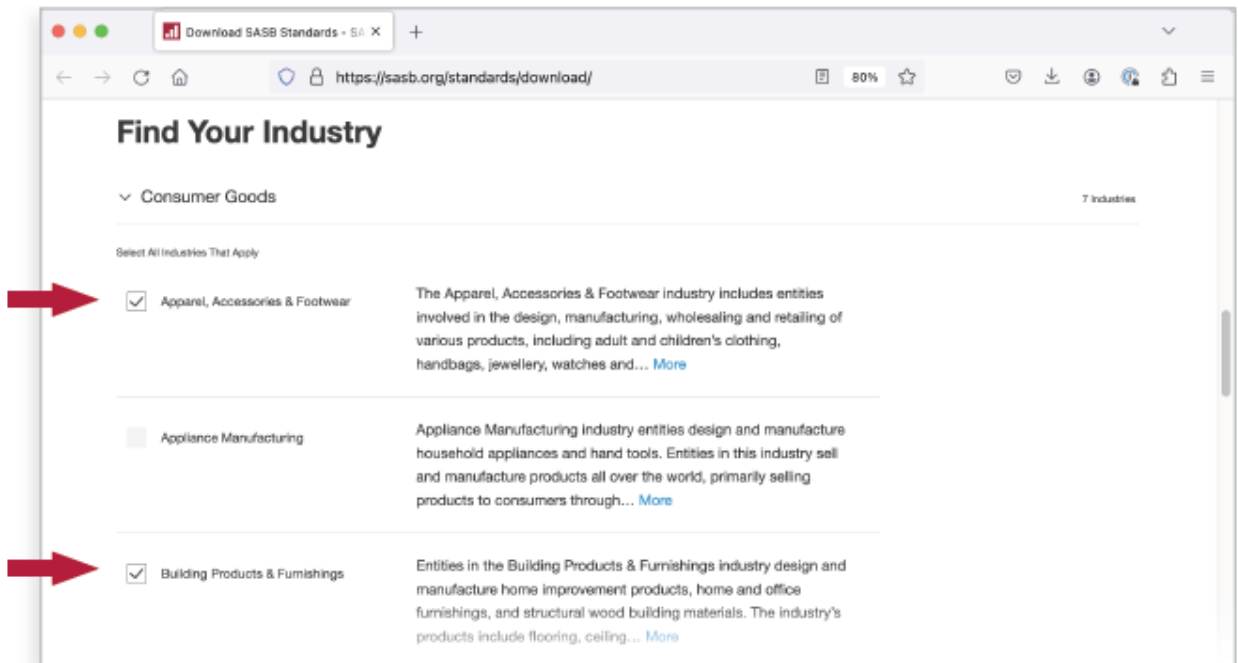 Download SASB Standards - SA
https://sasb.org/standards/download/
80%
Find Your Industry
Consumer Goods
7 Industries
Select All Industries That Apply
Apparel, Accessories & Footwear
The Apparel, Accessories & Footwear industry includes entities
involved in the design, manufacturing, wholesaling and retailing of
various products, including adult and children's clothing,
handbags, jewellery, watches and... More
Appliance Manufacturing
Appliance Manufacturing industry entities design and manufacture
household appliances and hand tools. Entities in this industry sell
and manufacture products all over the world, primarily selling
products to consumers through... More
Building Products & Furnishings
Entities in the Building Products & Furnishings industry design and
manufacture home improvement products, home and office
furnishings, and structural wood building materials. The industry's
products include flooring, ceiling... More